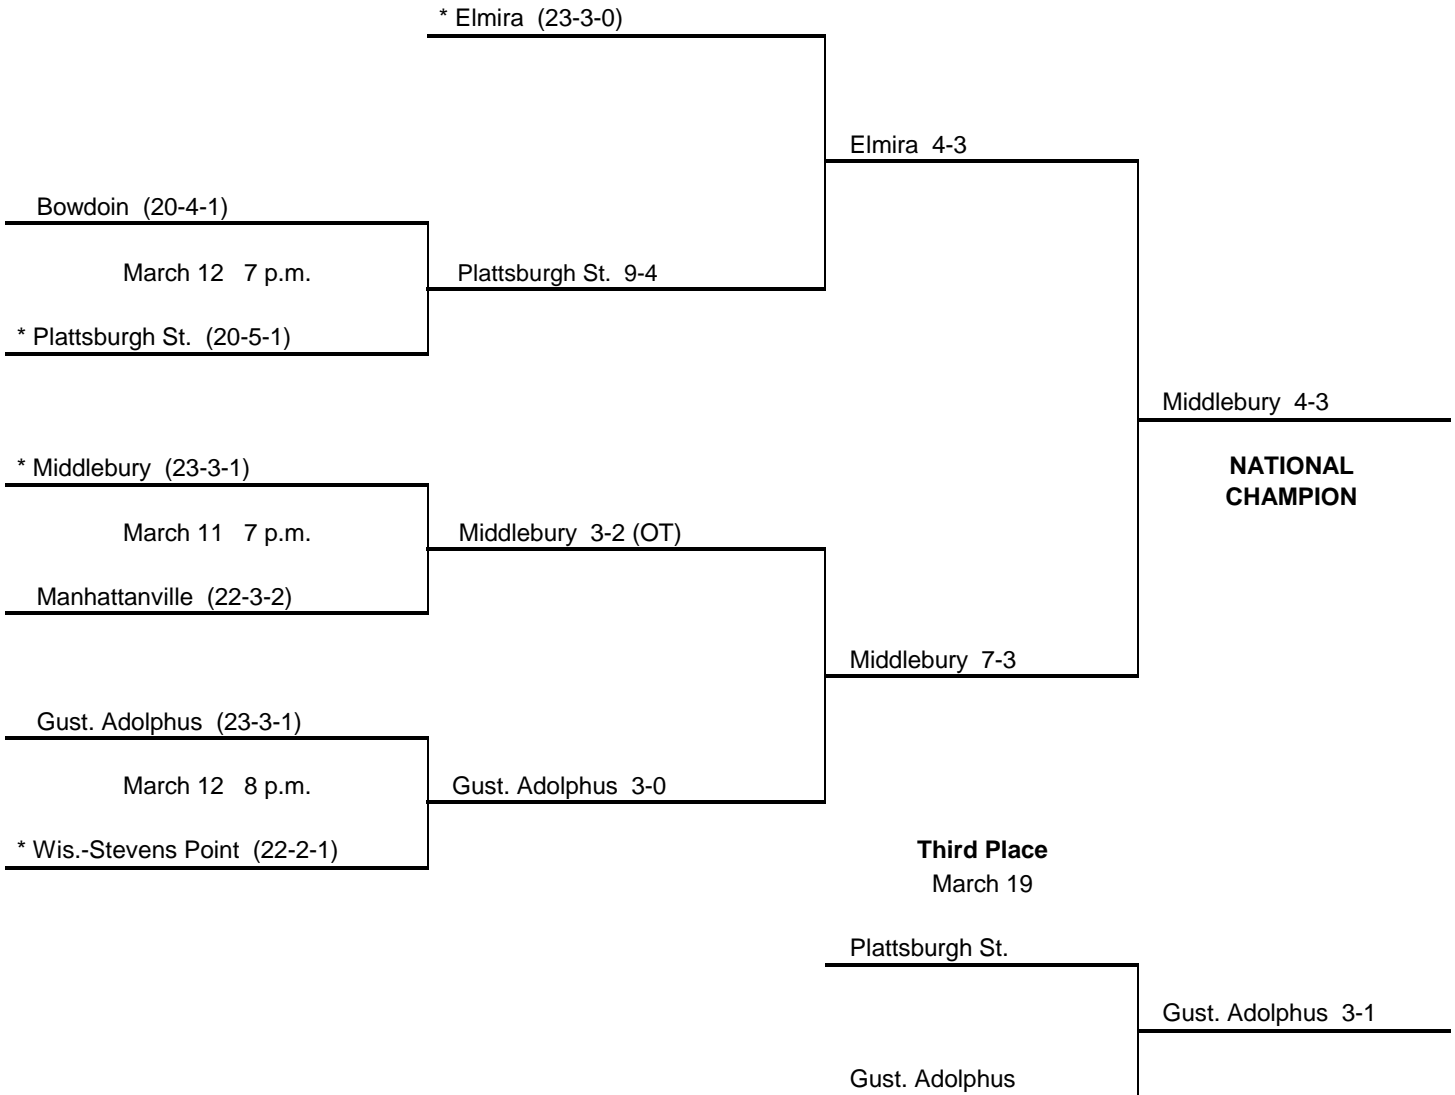 * Elmira (23-3-0)
Elmira 4-3
Bowdoin (20-4-1)
March 12 7 p.m.
Plattsburgh St. 9-4
* Plattsburgh St. (20-5-1)
Middlebury 4-3
* Middlebury (23-3-1)
NATIONAL
CHAMPION
March 11 7 p.m.
Middlebury 3-2 (OT)
Manhattanville (22-3-2)
Middlebury 7-3
Gust. Adolphus (23-3-1)
March 12 8 p.m.
Gust. Adolphus 3-0
* Wis.-Stevens Point (22-2-1)
Third Place
March 19
Plattsburgh St.
Gust. Adolphus 3-1
Gust. Adolphus